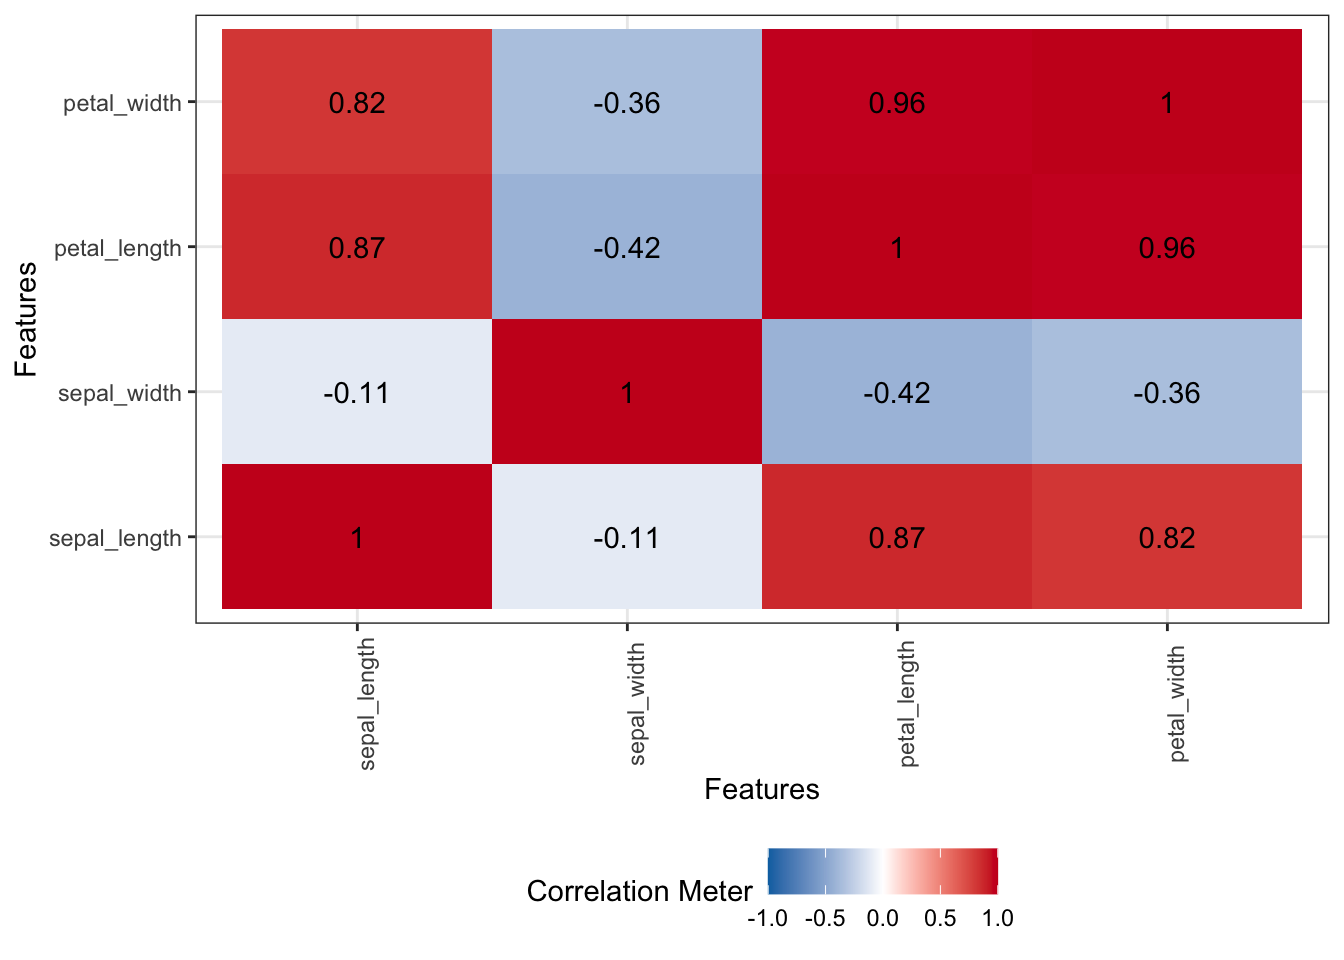 Features
petal_width 0.82 -0.36 0.96 1
petal_length 0.87 -0.42 1 0.96
sepal_width -0.11 1 -0.42 -0.36
sepal_length 1 -0.11 0.87 0.82
sepal_length sepal_width petal_length petal_width
Features
Correlation Meter
-1.0 -0.5 0.0 0.5 1.0